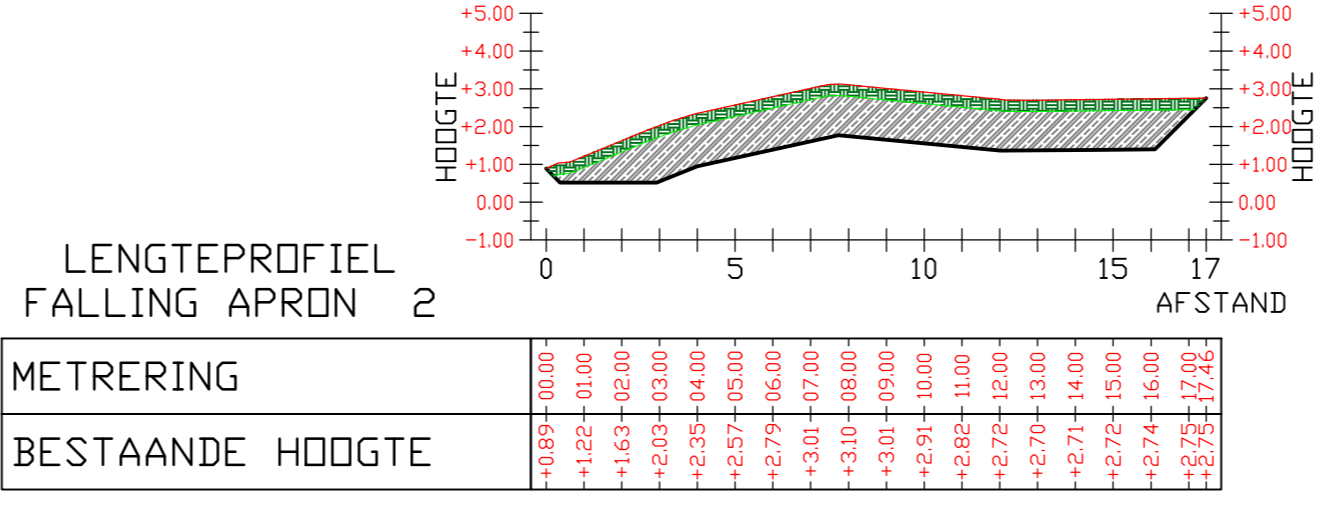 +5.00 +5.00
+4.00 +4.00
+3.00 +3.00
+2.00 +2.00
+1.00 +1.00
0.00 0.00
-1.00 -1.00
HOOGTE
HOOGTE
0 5 10 15 17
AFSTAND
LENGTEPROFIEL
FALLING APRON 2
METRERING 00.00 01.00 02.00 03.00 04.00 05.00 06.00 07.00 08.00 09.00 10.00 11.00 12.00 13.00 14.00 15.00 16.00 17.00 17.46
BESTAANDE HOOGTE +0.89 +1.22 +1.63 +2.03 +2.35 +2.57 +2.79 +3.01 +3.10 +3.01 +2.91 +2.82 +2.72 +2.70 +2.71 +2.72 +2.74 +2.75 +2.75